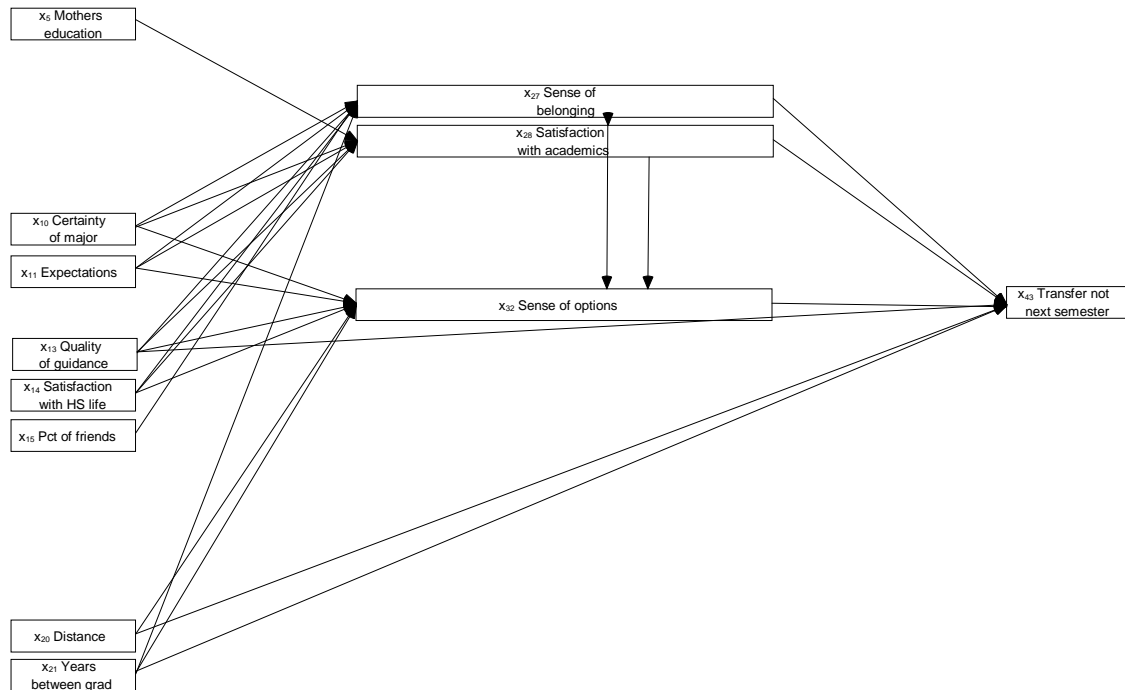 x₅ Mothers
education
x₂₇ Sense of
belonging
x₂₈ Satisfaction
with academics
x₁₀ Certainty
of major
x₁₁ Expectations
x₃₂ Sense of options
x₄₃ Transfer not
next semester
x₁₃ Quality
of guidance
x₁₄ Satisfaction
with HS life
x₁₅ Pct of friends
x₂₀ Distance
x₂₁ Years
between grad